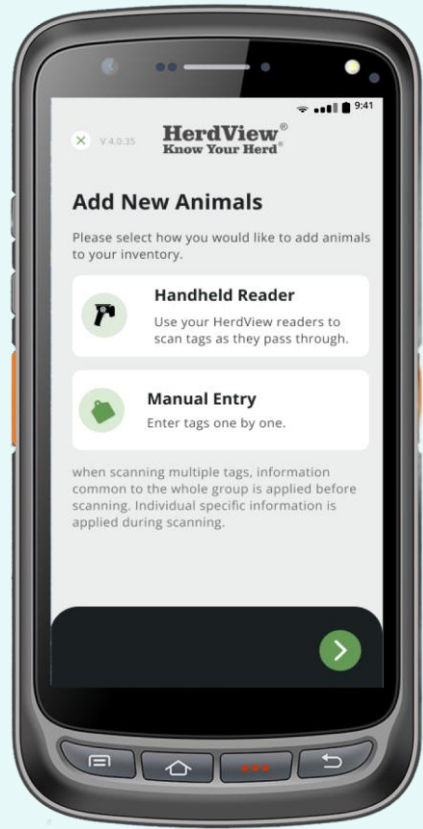 9:41
V 4.0.35
HerdView®
Know Your Herd®
Add New Animals
Please select how you would like to add animals
to your inventory.
Handheld Reader
Use your HerdView readers to
scan tags as they pass through.
Manual Entry
Enter tags one by one.
when scanning multiple tags, information
common to the whole group is applied before
scanning. Individual specific information is
applied during scanning.